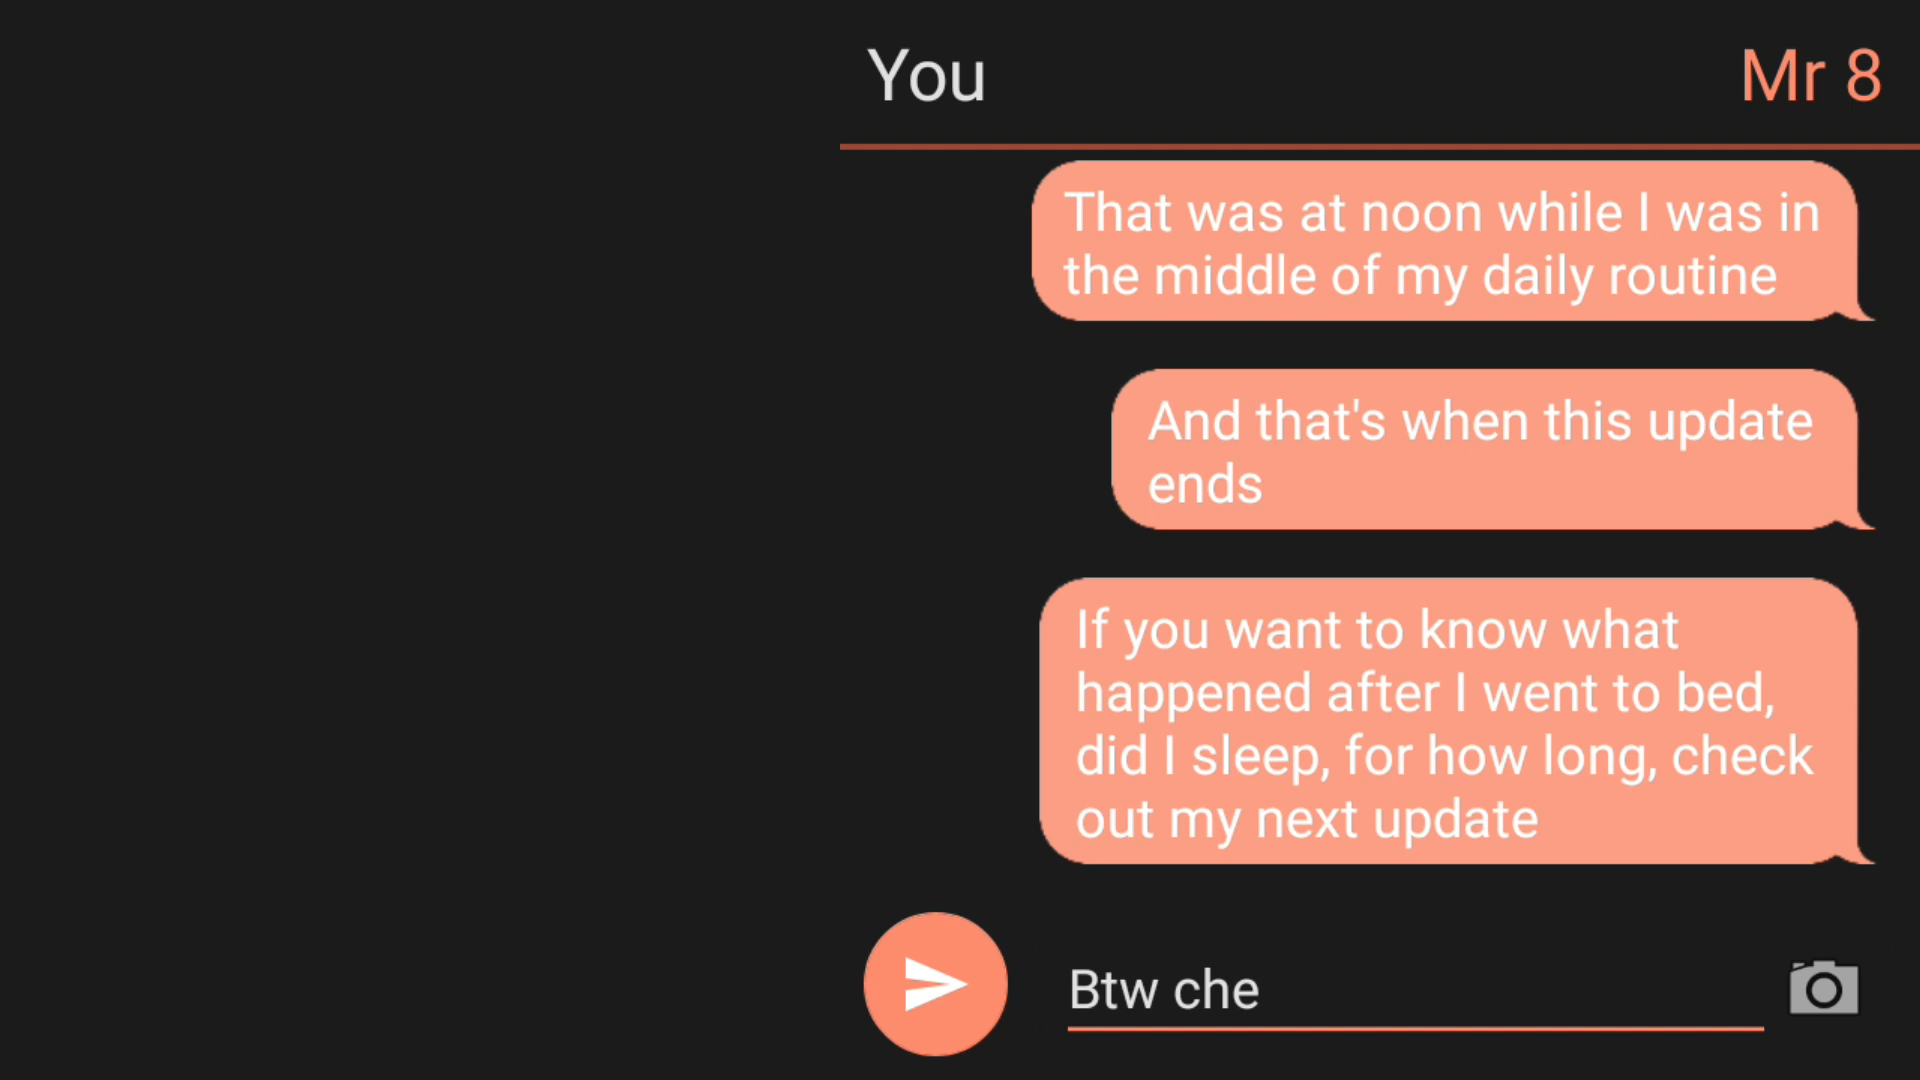 You
Mr 8
That was at noon while I was in
the middle of my daily routine
And that's when this update
ends
If you want to know what
happened after I went to bed,
did I sleep, for how long, check
out my next update
Btw che